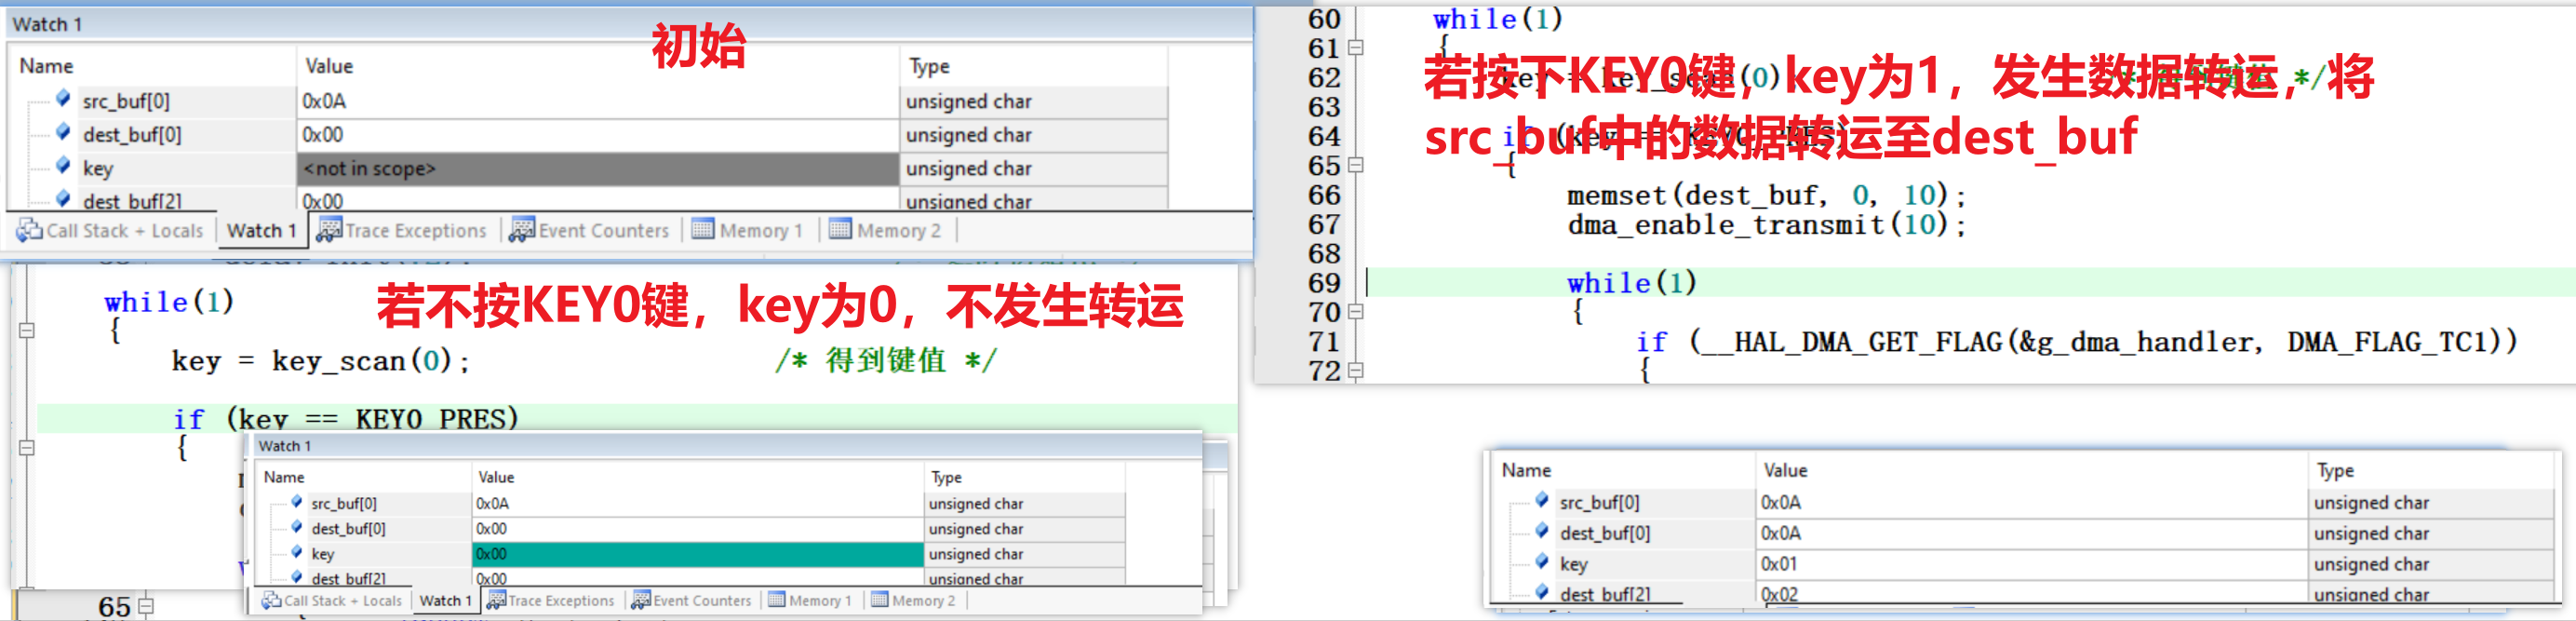 Watch 1
初始
Name Value Type
src_buf[0] 0x0A unsigned char
dest_buf[0] 0x00 unsigned char
key <not in scope> unsigned char
dest_buf[2] 0x00 unsigned char
Call Stack + Locals Watch 1 Trace Exceptions Event Counters Memory 1 Memory 2
若不按KEY0键，key为0，不发生转运
while(1)
{
key = key_scan(0); /* 得到键值 */
if (key == KEY0_PRES)
{
Watch 1
Name Value Type
src_buf[0] 0x0A unsigned char
dest_buf[0] 0x00 unsigned char
key 0x00 unsigned char
dest_buf[2] 0x00 unsigned char
Call Stack + Locals Watch 1 Trace Exceptions Event Counters Memory 1 Memory 2
65
60 while(1)
61 {
若按下KEY0键，key为1，发生数据转运，将
src_buf中的数据转运至dest_buf
62 key = key_scan(0) */
63
64 if (key == KEY0_PRES)
65 {
66 memset(dest_buf, 0, 10);
67 dma_enable_transmit(10);
68
69 while(1)
70 {
71 if (__HAL_DMA_GET_FLAG(&g_dma_handler, DMA_FLAG_TC1))
72 {
Name Value Type
src_buf[0] 0x0A unsigned char
dest_buf[0] 0x0A unsigned char
key 0x01 unsigned char
dest_buf[2] 0x02 unsigned char